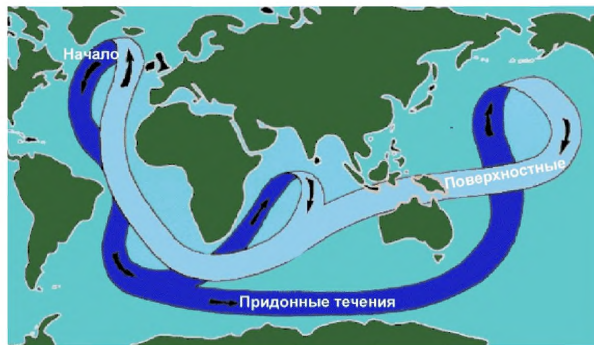 Начало
Поверхностные
Придонные течения